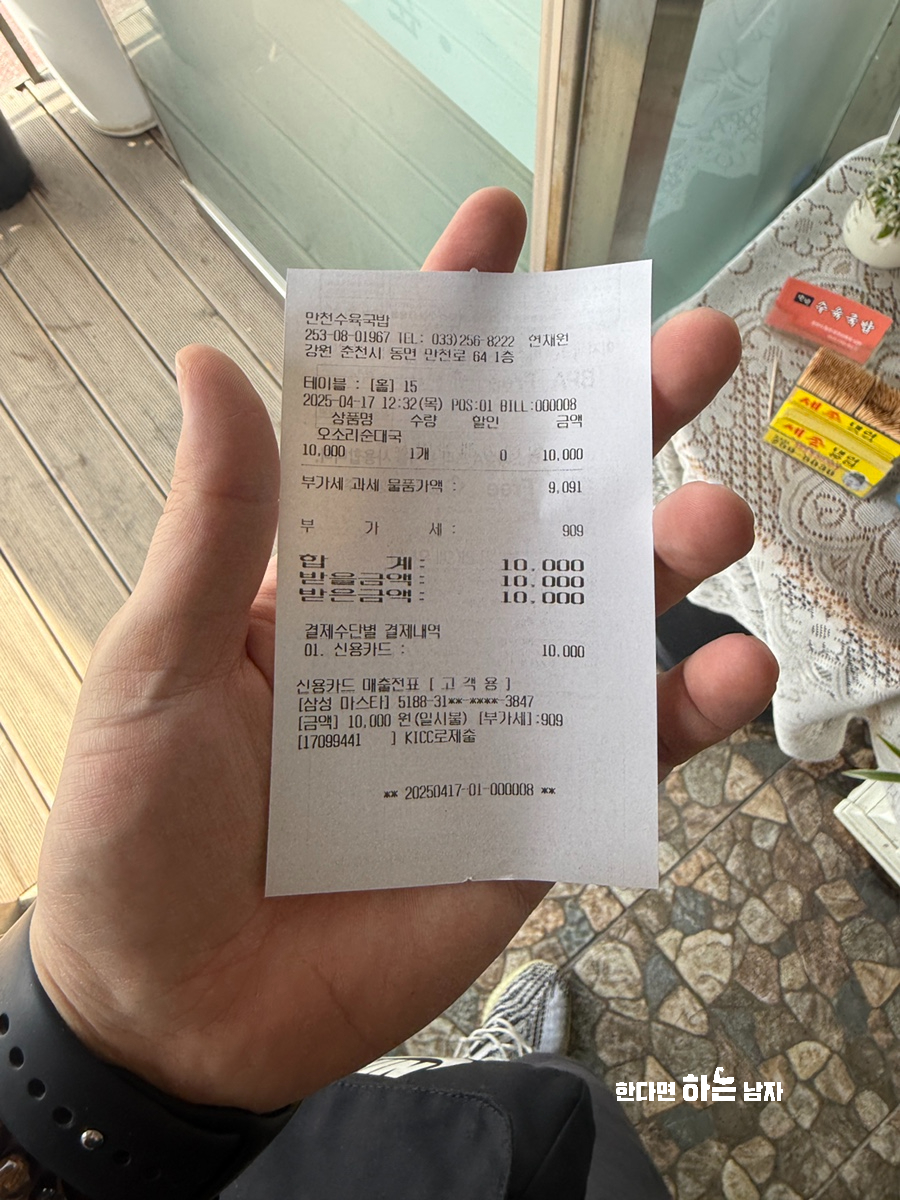 만천수육국밥
253-08-01967 TEL: 033)256-8222 현재원
강원 춘천시 동면 만천로 64 1층
테이블 : [홀] 15
2025-04-17 12:32(목) POS:01 BILL:000008
상품명 수량 할인 금액
오소리순대국
10,000 1개 0 10,000
부가세 과세 물품가액 : 9,091
부 가 세 : 909
합 계 : 10,000
받을금액 : 10,000
받은금액 : 10,000
결제수단별 결제내역
01. 신용카드 : 10,000
신용카드 매출전표 [ 고 객 용 ]
[삼성 마스타] 5188-31**-****-3847
[금액] 10,000 원(일시불) [부가세]:909
[17099441 ] KICC로제출
** 20250417-01-000008 **
수육국밥
한다면 하는 남자